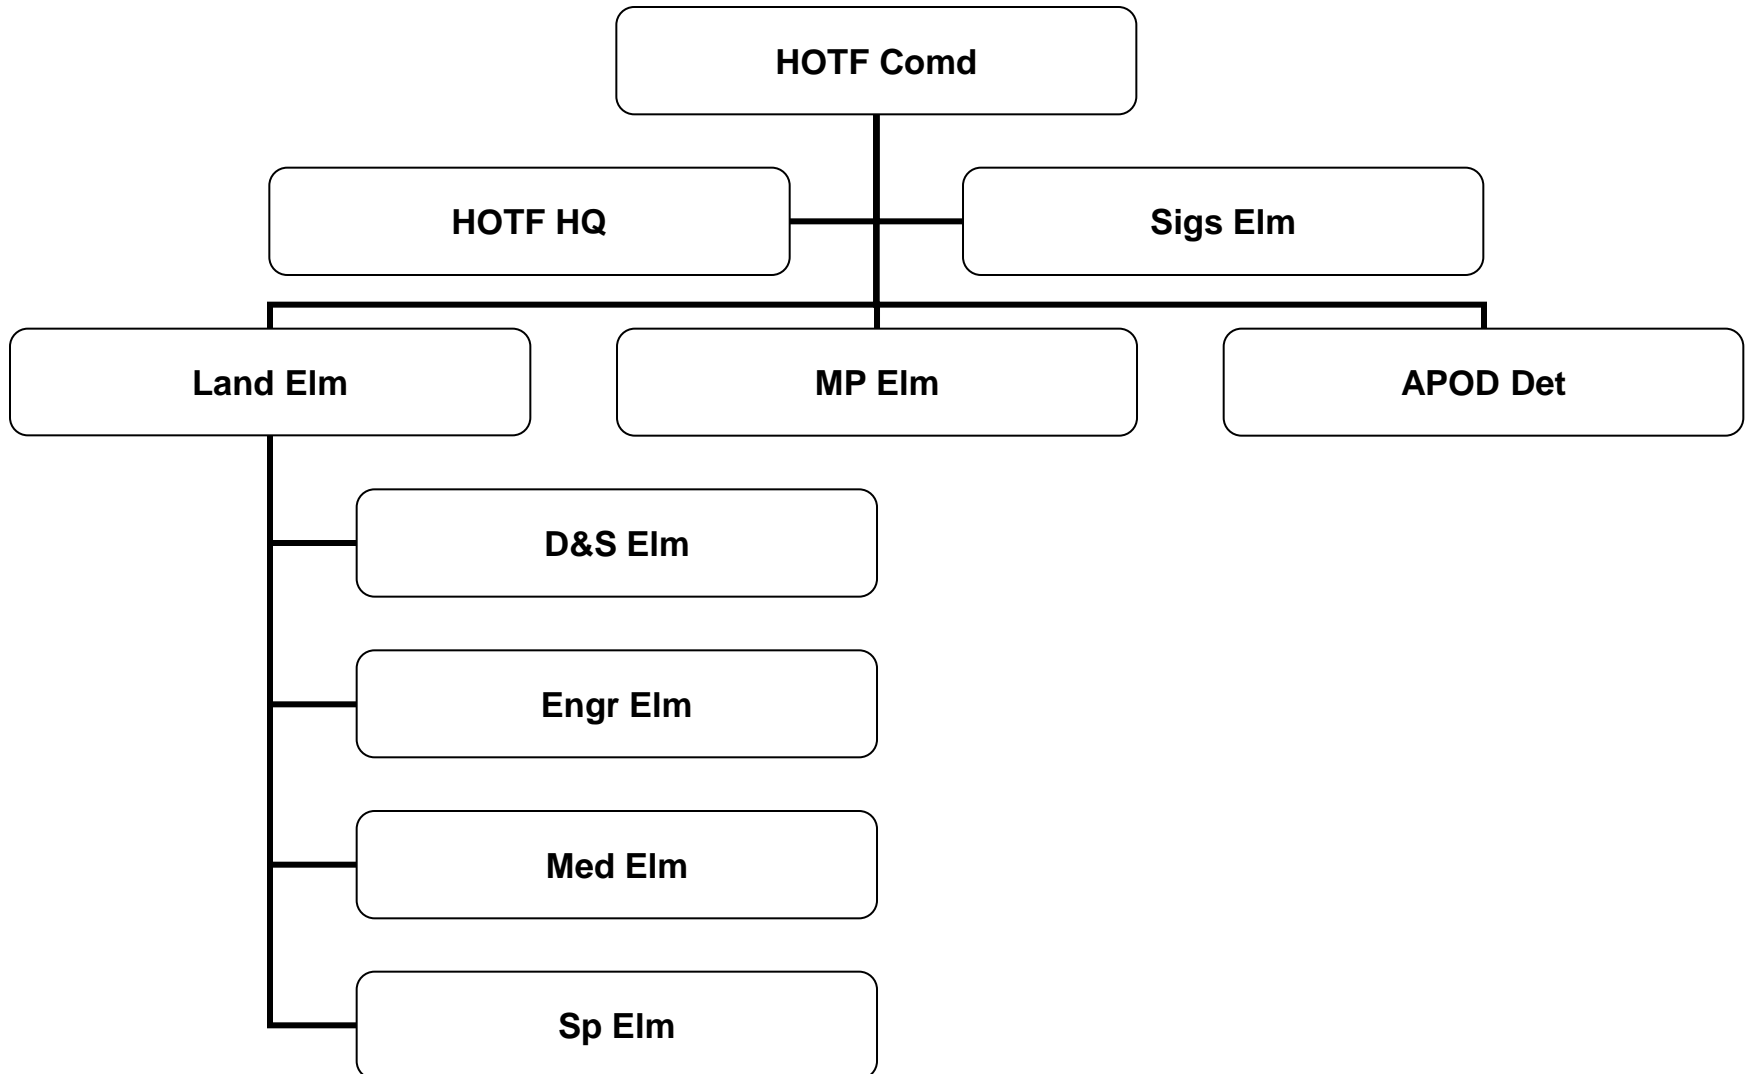 HOTF Comd
HOTF HQ
Sigs Elm
Land Elm
MP Elm
APOD Det
D&S Elm
Engr Elm
Med Elm
Sp Elm